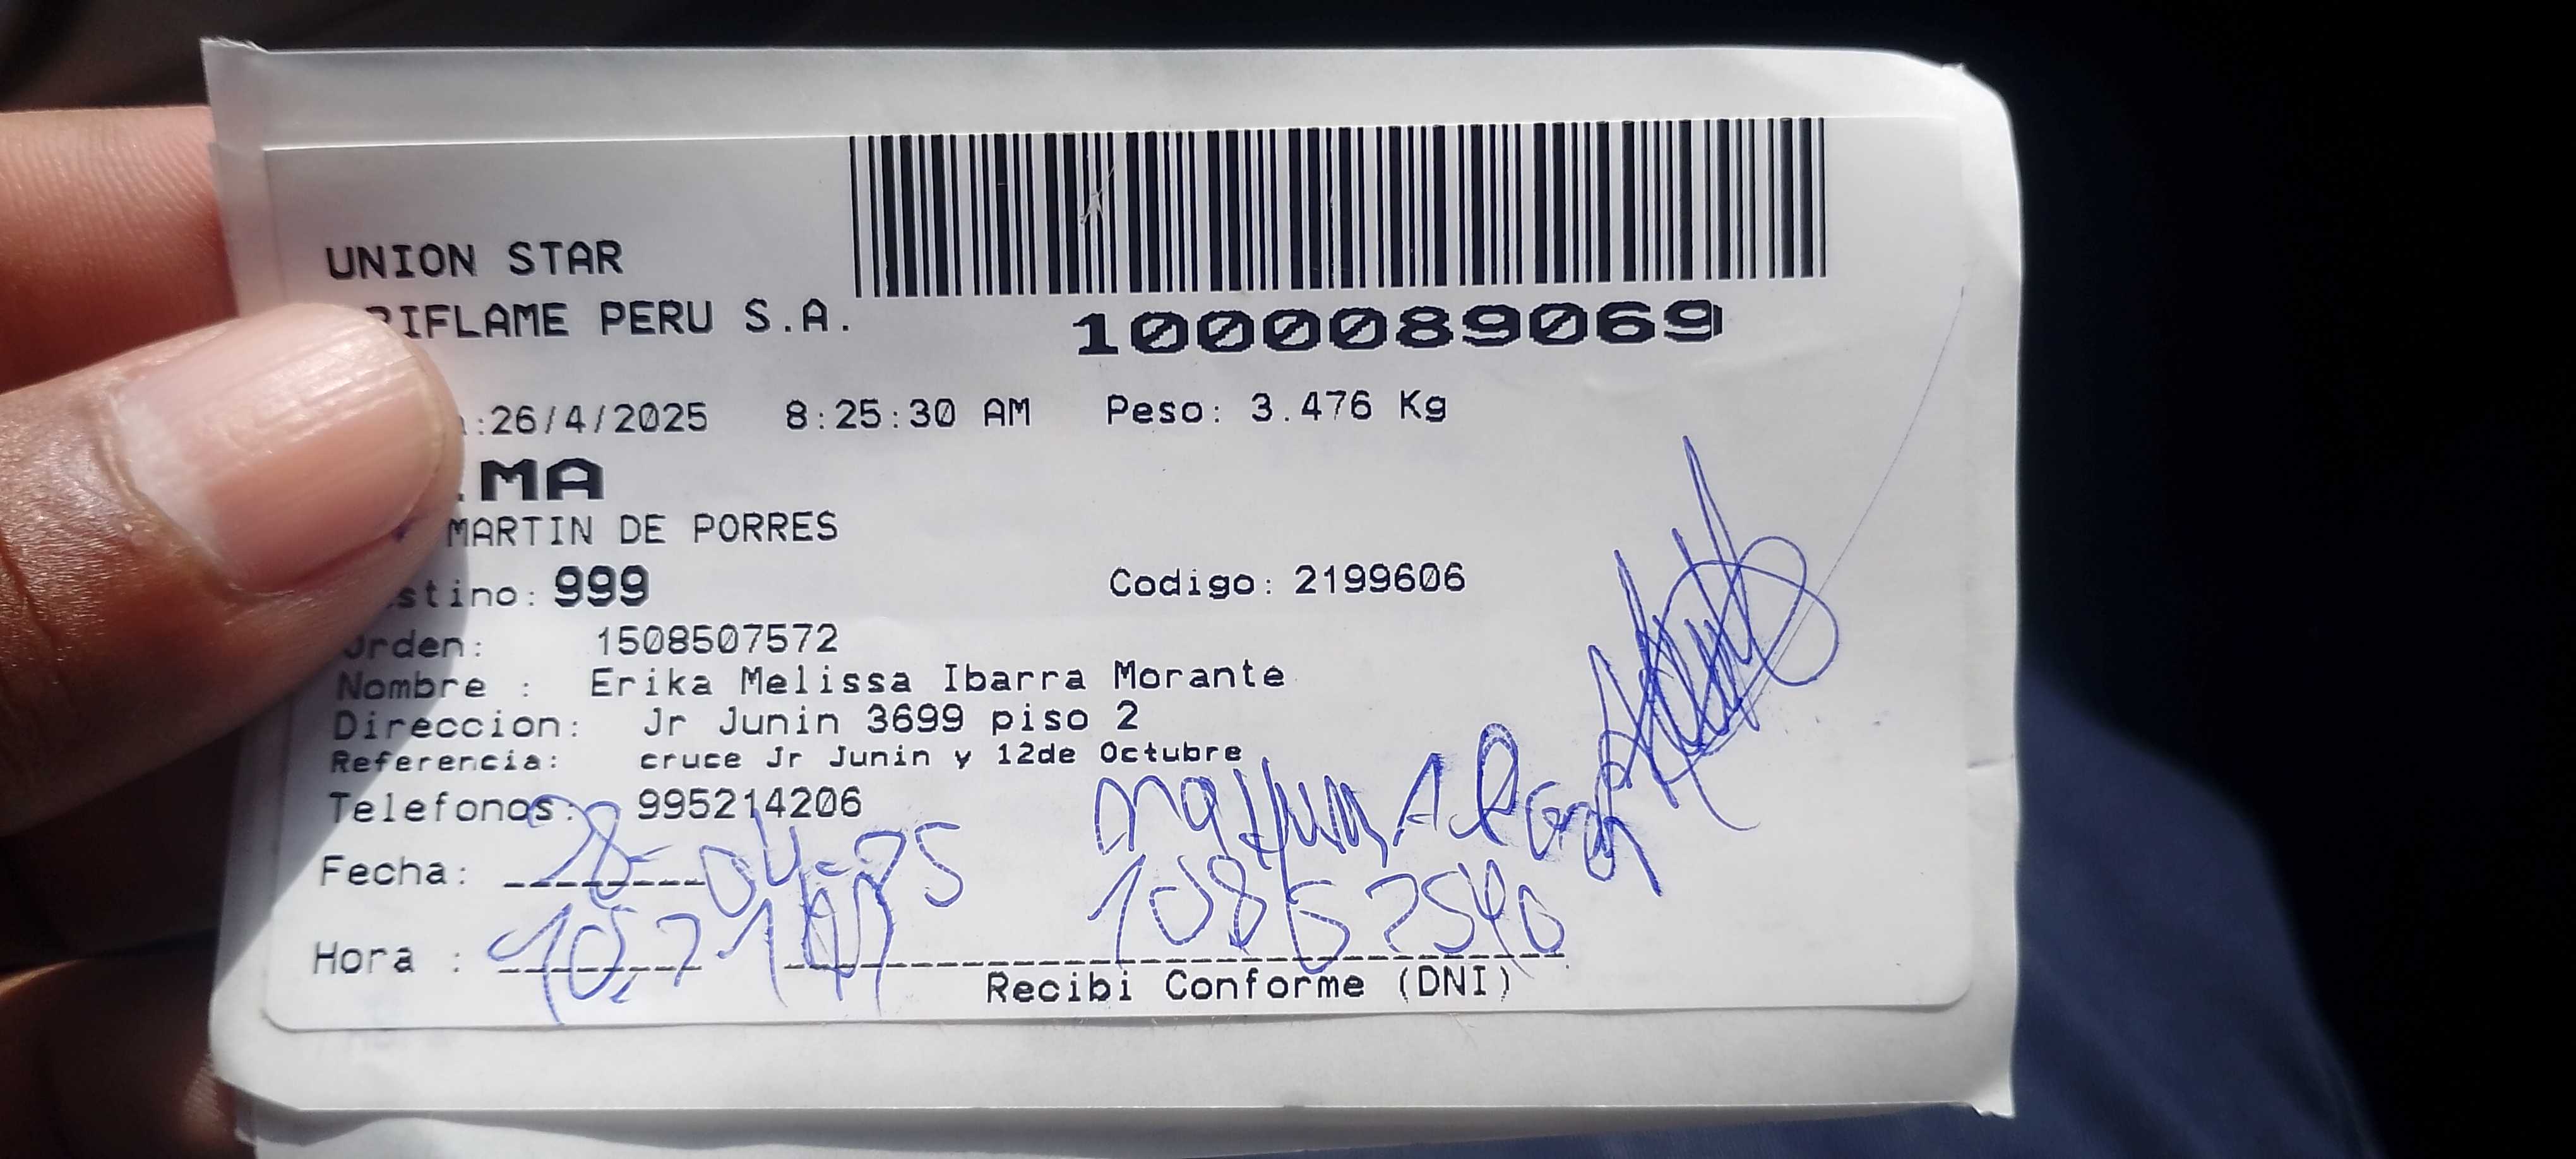 UNION STAR
RIFLAME PERU S.A.
1000089069
:26/4/2025 8:25:30 AM Peso: 3.476 Kg
MA
MARTIN DE PORRES
stino: 999 Codigo: 2199606
Orden: 1508507572
Nombre : Erika Melissa Ibarra Morante
Direccion: Jr Junin 3699 piso 2
Referencia: cruce Jr Junin y 12de Octubre
Telefonos: 995214206
Fecha: 28-04-25
Hora :
Recibi Conforme (DNI)